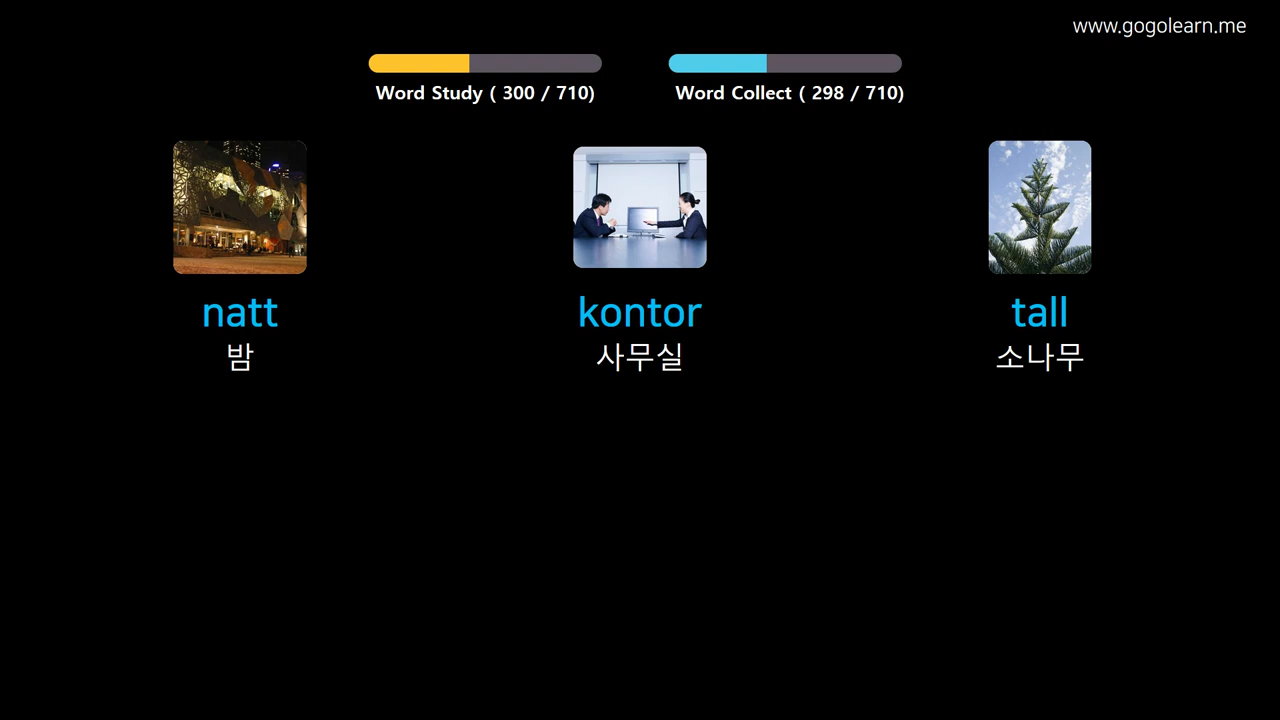 www.gogolearn.me
Word Study ( 300 / 710)
Word Collect ( 298 / 710)
natt
밤
kontor
사무실
tall
소나무